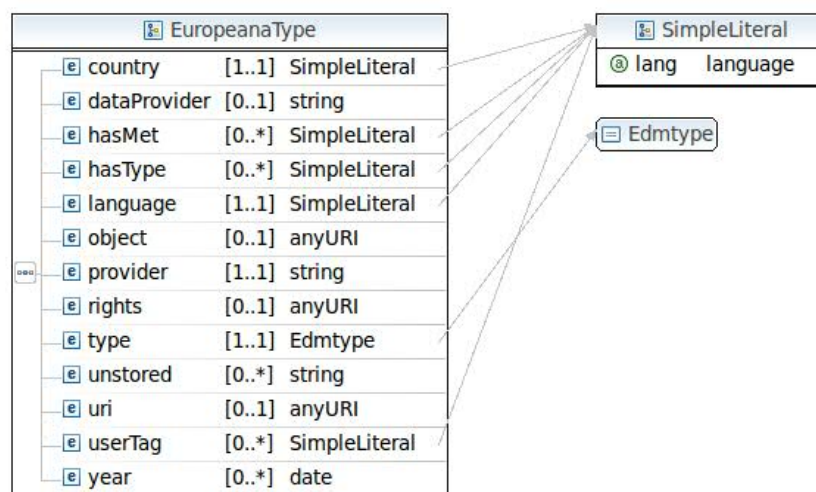 EuropeanaType
country [1..1] SimpleLiteral
dataProvider [0..1] string
hasMet [0..*] SimpleLiteral
hasType [0..*] SimpleLiteral
language [1..1] SimpleLiteral
object [0..1] anyURI
provider [1..1] string
rights [0..1] anyURI
type [1..1] Edmtype
unstored [0..*] string
uri [0..1] anyURI
userTag [0..*] SimpleLiteral
year [0..*] date
SimpleLiteral
lang language
Edmtype